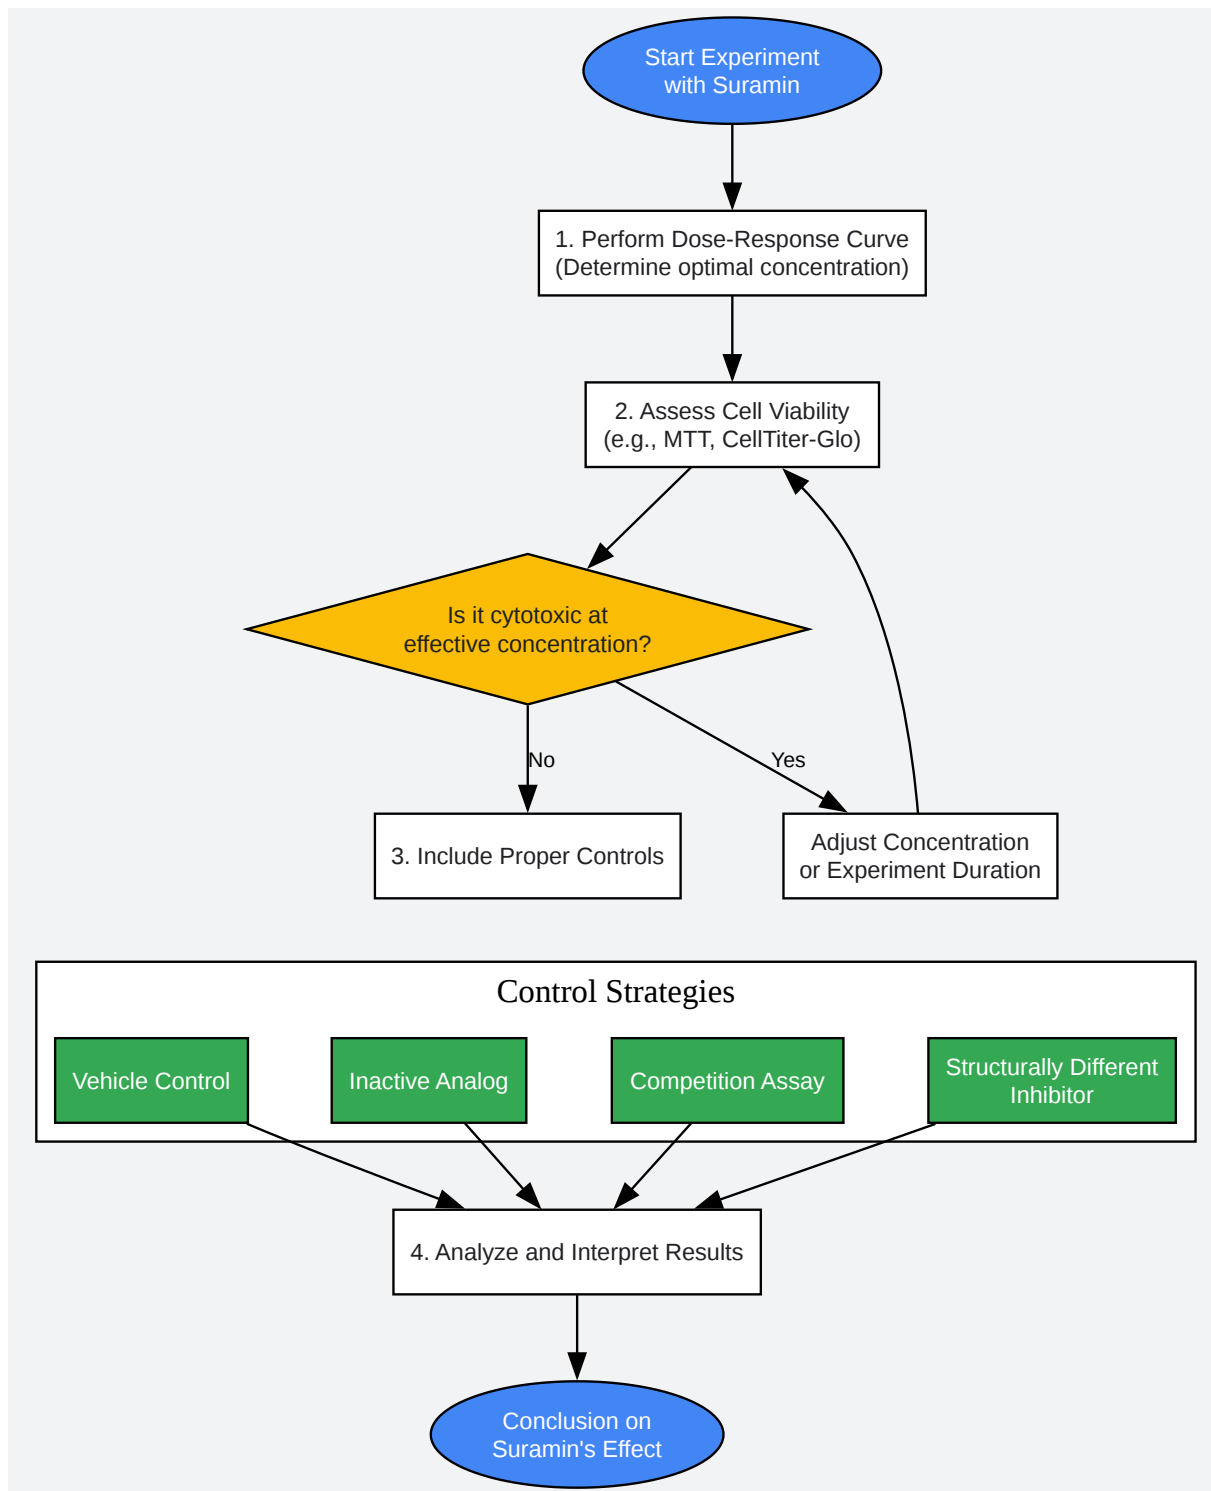 Start Experiment
with Suramin
1. Perform Dose-Response Curve
(Determine optimal concentration)
2. Assess Cell Viability
(e.g., MTT, CellTiter-Glo)
Is it cytotoxic at
effective concentration?
No
Yes
3. Include Proper Controls
Adjust Concentration
or Experiment Duration
Control Strategies
Vehicle Control
Inactive Analog
Competition Assay
Structurally Different
Inhibitor
4. Analyze and Interpret Results
Conclusion on
Suramin's Effect